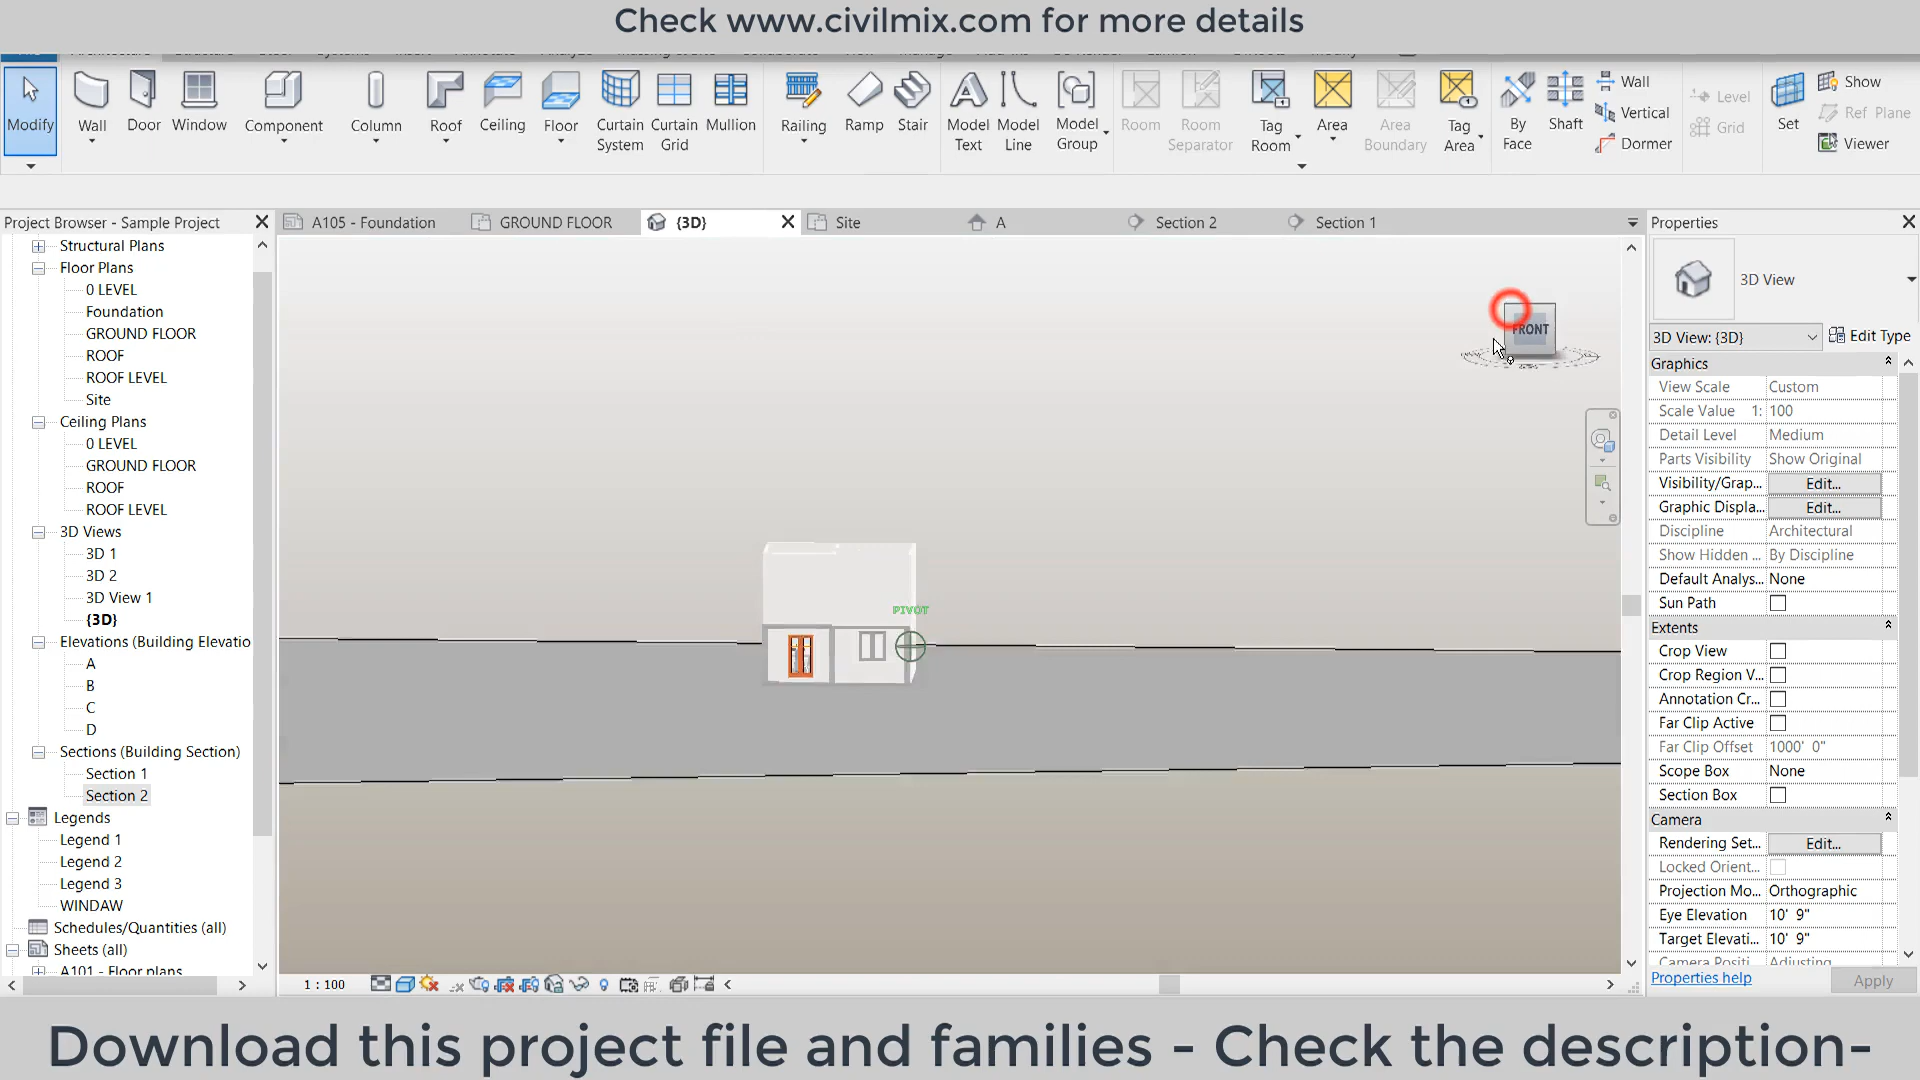 Check www.civilmix.com for more details
Modify
Wall
Door
Window
Component
Column
Roof
Ceiling
Floor
Curtain System
Curtain Grid
Mullion
Railing
Ramp
Stair
Model Text
Model Line
Model Group
Room
Room Separator
Tag Room
Area
Area Boundary
Tag Area
By Face
Shaft
Wall
Vertical
Dormer
Level
Grid
Set
Show
Ref Plane
Viewer
Project Browser - Sample Project
Structural Plans
Floor Plans
0 LEVEL
Foundation
GROUND FLOOR
ROOF
ROOF LEVEL
Site
Ceiling Plans
0 LEVEL
GROUND FLOOR
ROOF
ROOF LEVEL
3D Views
3D 1
3D 2
3D View 1
{3D}
Elevations (Building Elevatio
A
B
C
D
Sections (Building Section)
Section 1
Section 2
Legends
Legend 1
Legend 2
Legend 3
WINDAW
Schedules/Quantities (all)
Sheets (all)
A101 - Floor plans
A105 - Foundation
GROUND FLOOR
{3D}
Site
A
Section 2
Section 1
FRONT
PIVOT
1 : 100
Properties
3D View
3D View: {3D}
Edit Type
Graphics
View Scale Custom
Scale Value 1: 100
Detail Level Medium
Parts Visibility Show Original
Visibility/Grap... Edit...
Graphic Displa... Edit...
Discipline Architectural
Show Hidden ... By Discipline
Default Analys... None
Sun Path
Extents
Crop View
Crop Region V...
Annotation Cr...
Far Clip Active
Far Clip Offset 1000' 0"
Scope Box None
Section Box
Camera
Rendering Set... Edit...
Locked Orient...
Projection Mo... Orthographic
Eye Elevation 10' 9"
Target Elevati... 10' 9"
Camera Positi... Adjusting
Properties help
Apply
Download this project file and families - Check the description-